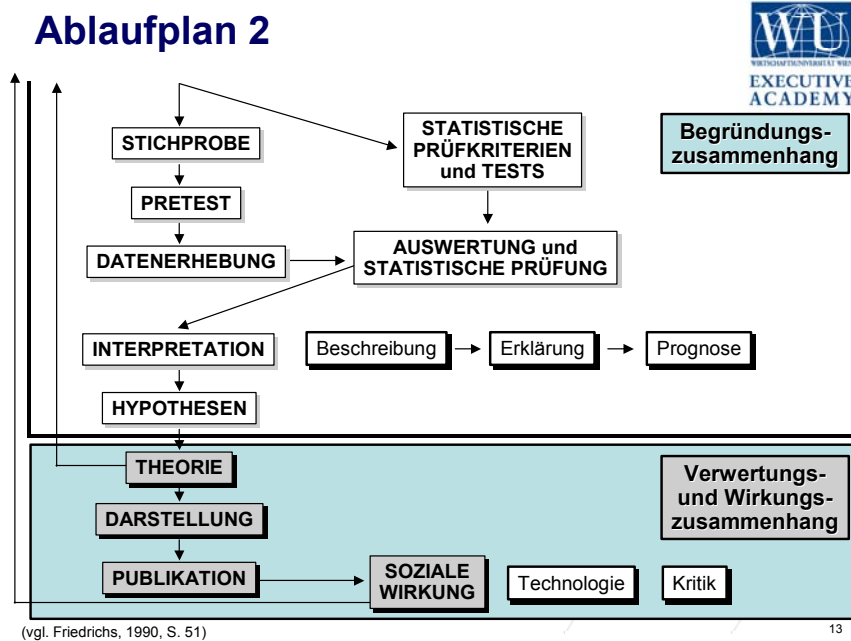 Ablaufplan 2
WU
WIRTSCHAFTSUNIVERSITÄT WIEN
EXECUTIVE
ACADEMY
STICHPROBE
STATISTISCHE
PRÜFKRITERIEN
und TESTS
Begründungs-
zusammenhang
PRETEST
DATENERHEBUNG
AUSWERTUNG und
STATISTISCHE PRÜFUNG
INTERPRETATION
Beschreibung
Erklärung
Prognose
HYPOTHESEN
THEORIE
Verwertungs-
und Wirkungs-
zusammenhang
DARSTELLUNG
PUBLIKATION
SOZIALE
WIRKUNG
Technologie
Kritik
(vgl. Friedrichs, 1990, S. 51)
13